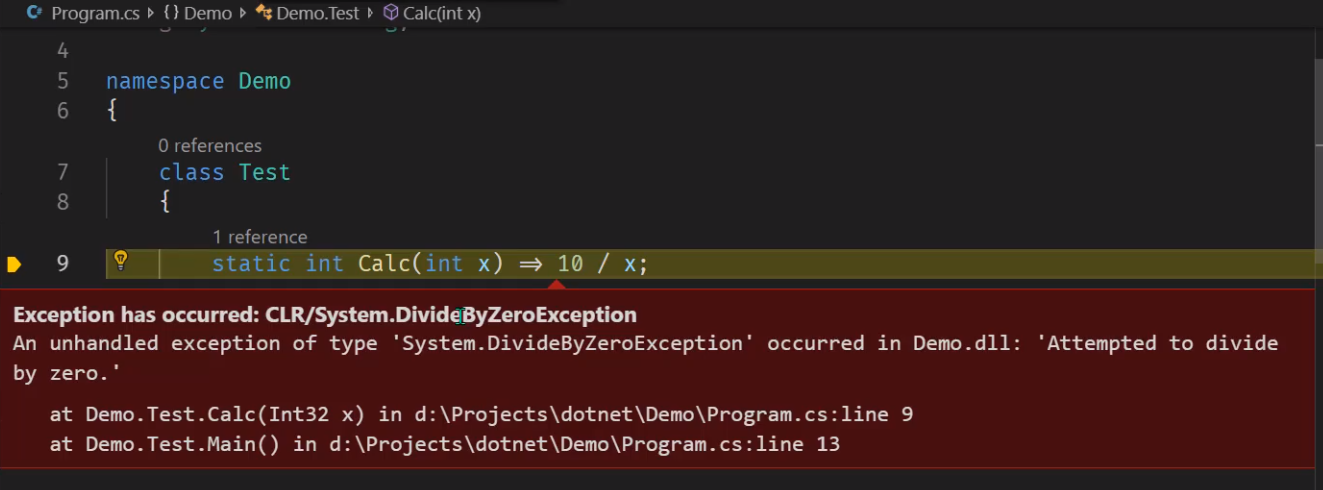 Program.cs {} Demo Demo.Test Calc(int x)
4
5 namespace Demo
6 {
0 references
7 class Test
8 {
1 reference
9 static int Calc(int x) => 10 / x;
Exception has occurred: CLR/System.DivideByZeroException
An unhandled exception of type 'System.DivideByZeroException' occurred in Demo.dll: 'Attempted to divide
by zero.'
at Demo.Test.Calc(Int32 x) in d:\Projects\dotnet\Demo\Program.cs:line 9
at Demo.Test.Main() in d:\Projects\dotnet\Demo\Program.cs:line 13